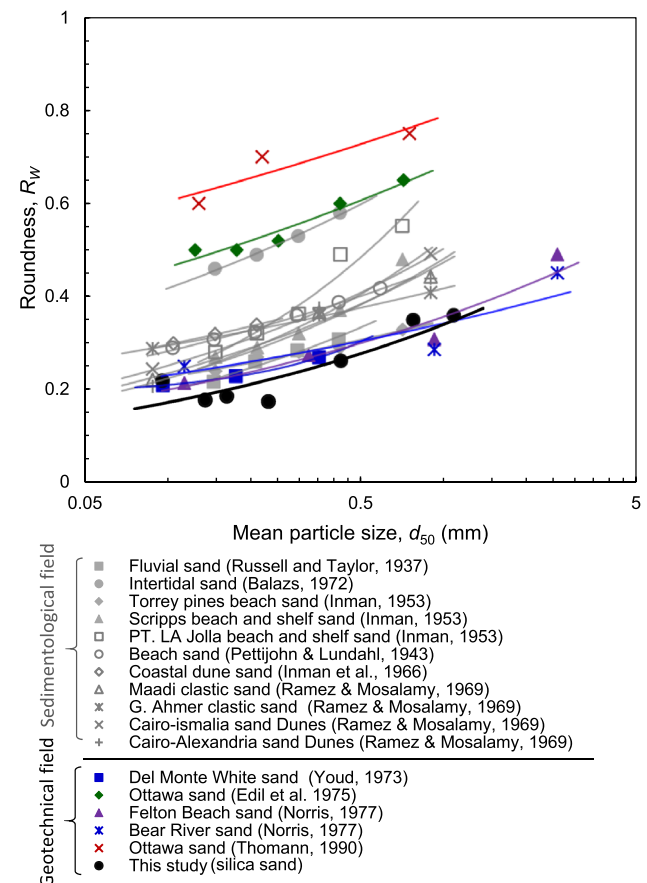 1
0.8
0.6
0.4
0.2
0
Roundness, R_W
0.05 0.5 5
Mean particle size, d50 (mm)
Sedimentological field
Fluvial sand (Russell and Taylor, 1937)
Intertidal sand (Balazs, 1972)
Torrey pines beach sand (Inman, 1953)
Scripps beach and shelf sand (Inman, 1953)
PT. LA Jolla beach and shelf sand (Inman, 1953)
Beach sand (Pettijohn & Lundahl, 1943)
Coastal dune sand (Inman et al., 1966)
Maadi clastic sand (Ramez & Mosalamy, 1969)
G. Ahmer clastic sand (Ramez & Mosalamy, 1969)
Cairo-ismalia sand Dunes (Ramez & Mosalamy, 1969)
Cairo-Alexandria sand Dunes (Ramez & Mosalamy, 1969)
Geotechnical field
Del Monte White sand (Youd, 1973)
Ottawa sand (Edil et al. 1975)
Felton Beach sand (Norris, 1977)
Bear River sand (Norris, 1977)
Ottawa sand (Thomann, 1990)
This study (silica sand)